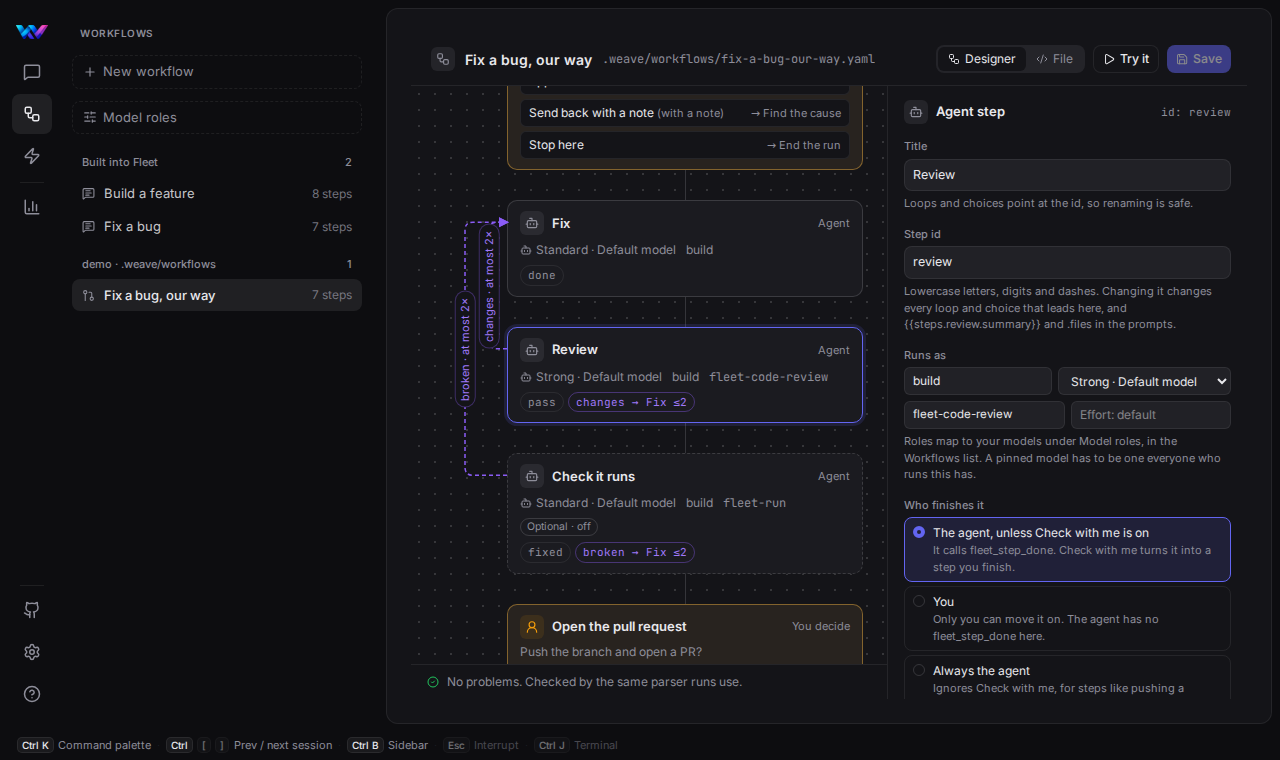 WORKFLOWS
New workflow
Model roles
Built into Fleet 2
Build a feature 8 steps
Fix a bug 7 steps
demo · .weave/workflows 1
Fix a bug, our way 7 steps
Fix a bug, our way .weave/workflows/fix-a-bug-our-way.yaml
Designer File Try it Save
Send back with a note (with a note) → Find the cause
Stop here → End the run
Fix Agent
Standard · Default model build
done
changes · at most 2×
broken · at most 2×
Review Agent
Strong · Default model build fleet-code-review
pass changes → Fix ≤2
Check it runs Agent
Standard · Default model build fleet-run
Optional · off
fixed broken → Fix ≤2
Open the pull request You decide
Push the branch and open a PR?
No problems. Checked by the same parser runs use.
Agent step id: review
Title
Review
Loops and choices point at the id, so renaming is safe.
Step id
review
Lowercase letters, digits and dashes. Changing it changes
every loop and choice that leads here, and
{{steps.review.summary}} and .files in the prompts.
Runs as
build Strong · Default model
fleet-code-review Effort: default
Roles map to your models under Model roles, in the
Workflows list. A pinned model has to be one everyone who
runs this has.
Who finishes it
The agent, unless Check with me is on
It calls fleet_step_done. Check with me turns it into a
step you finish.
You
Only you can move it on. The agent has no
fleet_step_done here.
Always the agent
Ignores Check with me, for steps like pushing a
Ctrl K Command palette Ctrl [ ] Prev / next session Ctrl B Sidebar Esc Interrupt Ctrl J Terminal